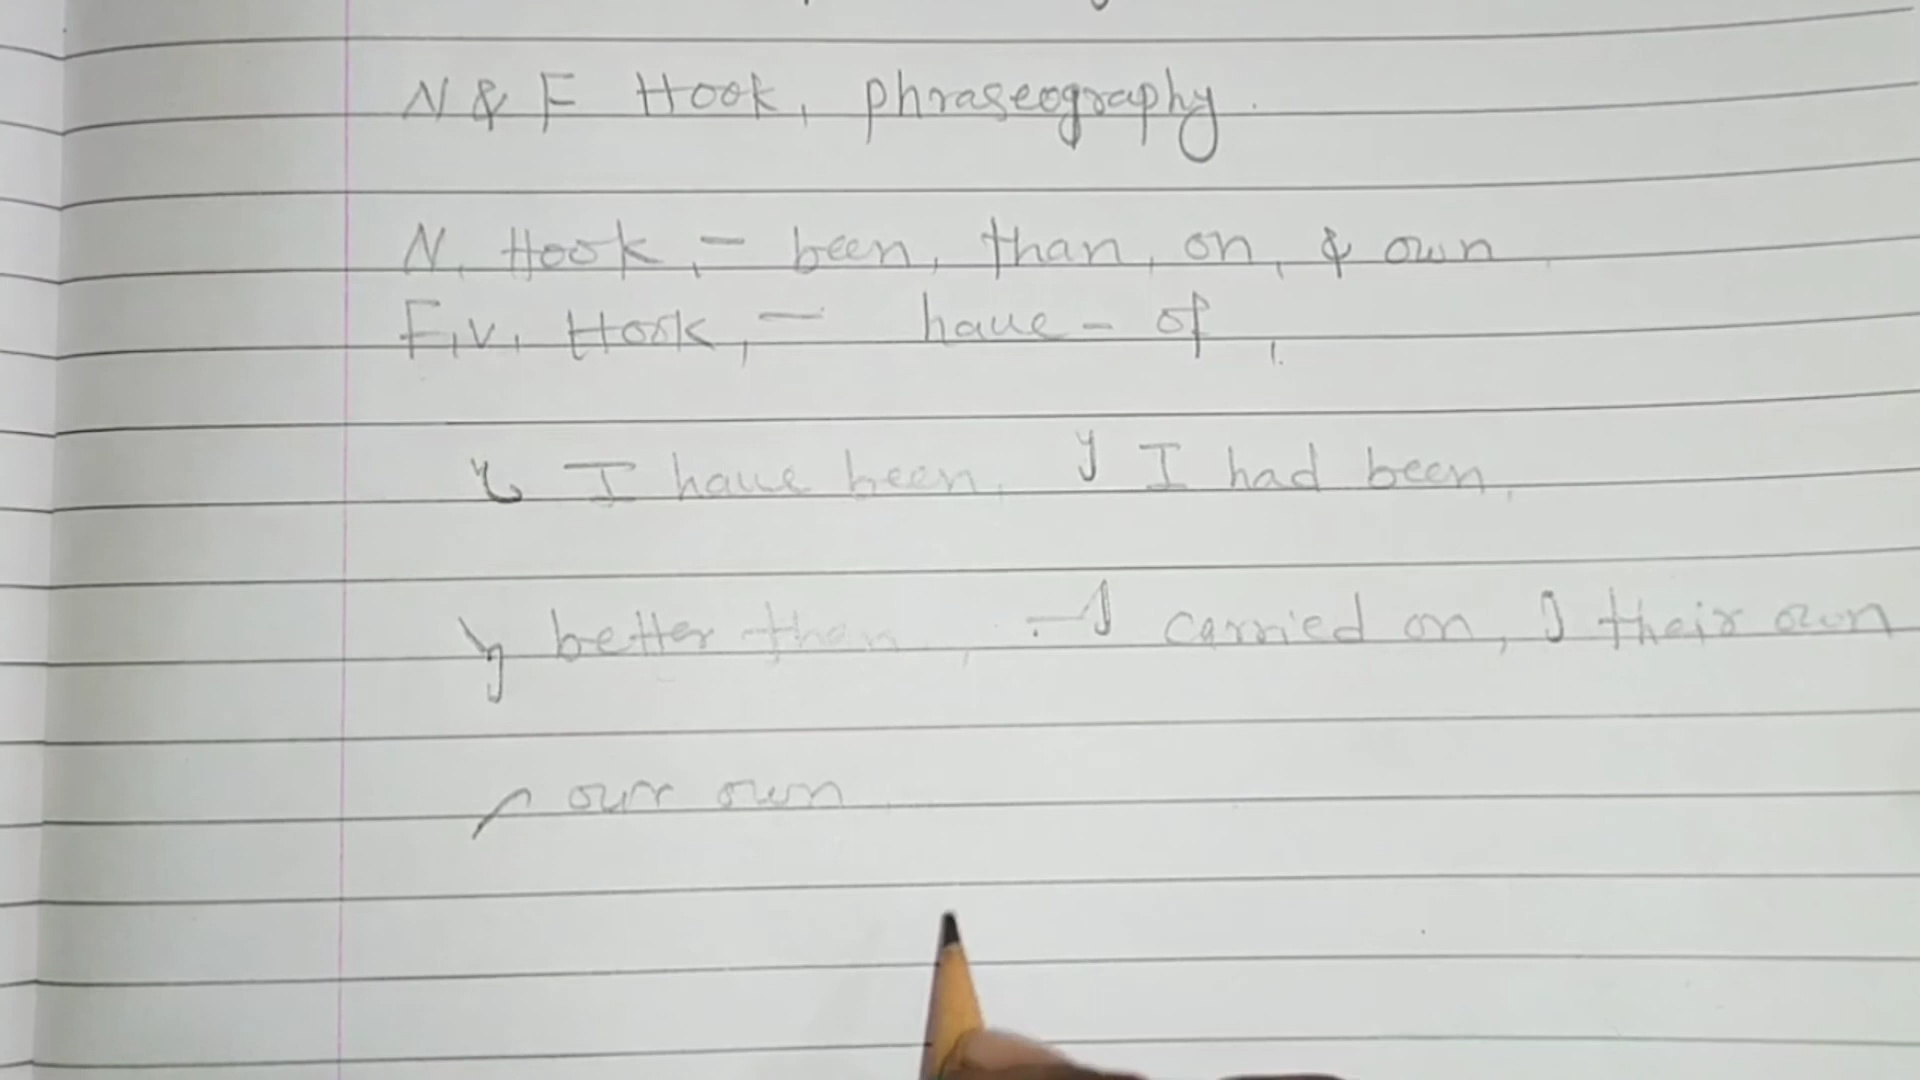 N & F Hook, phraseography.
N. Hook, - been, than, on, & own
F,V, Hook, - have - of,
I have been, I had been,
better than, carried on, their own
our own